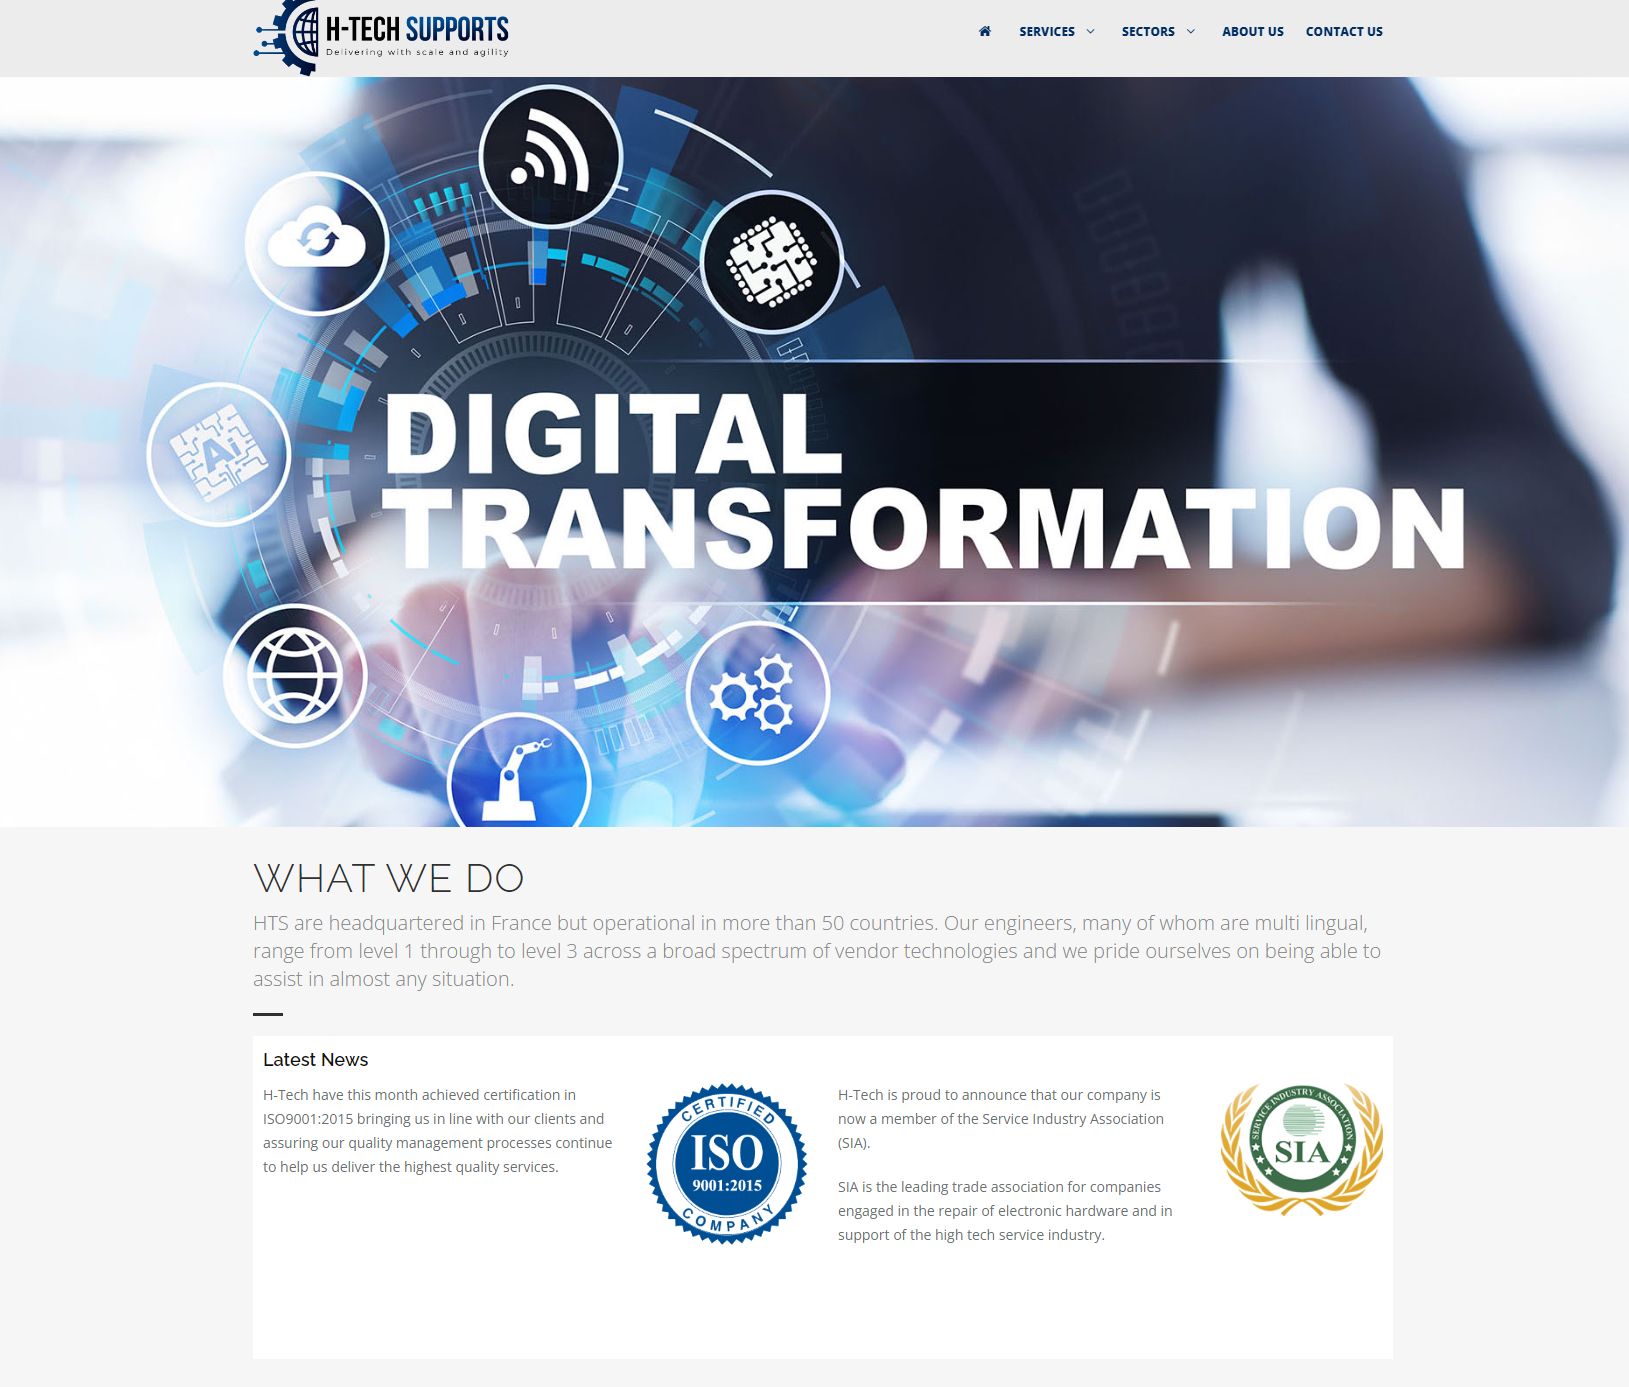 H-TECH SUPPORTS
Delivering with scale and agility
SERVICES
SECTORS
ABOUT US
CONTACT US
Ai
DIGITAL
TRANSFORMATION
WHAT WE DO
HTS are headquartered in France but operational in more than 50 countries. Our engineers, many of whom are multi lingual,
range from level 1 through to level 3 across a broad spectrum of vendor technologies and we pride ourselves on being able to
assist in almost any situation.
Latest News
H-Tech have this month achieved certification in
ISO9001:2015 bringing us in line with our clients and
assuring our quality management processes continue
to help us deliver the highest quality services.
CERTIFIED
ISO
9001:2015
COMPANY
H-Tech is proud to announce that our company is
now a member of the Service Industry Association
(SIA).
SIA is the leading trade association for companies
engaged in the repair of electronic hardware and in
support of the high tech service industry.
SERVICE INDUSTRY ASSOCIATION
SIA